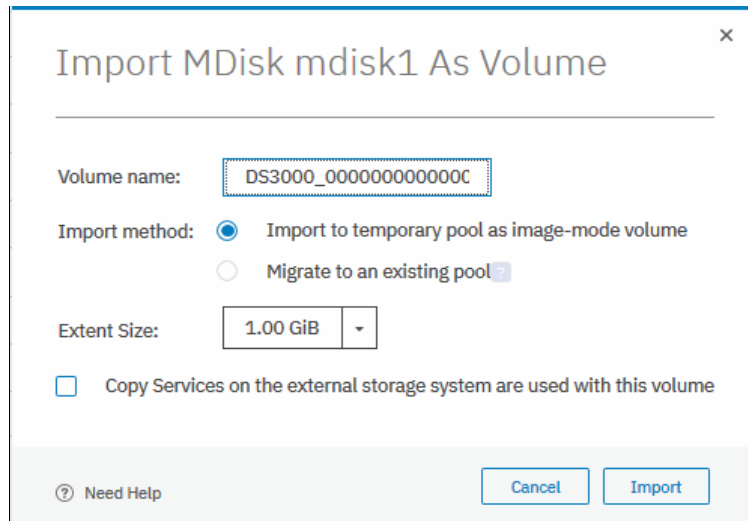 Import MDisk mdisk1 As Volume
Volume name: DS3000_000000000000C
Import method: Import to temporary pool as image-mode volume
Migrate to an existing pool ?
Extent Size: 1.00 GiB
Copy Services on the external storage system are used with this volume
? Need Help Cancel Import